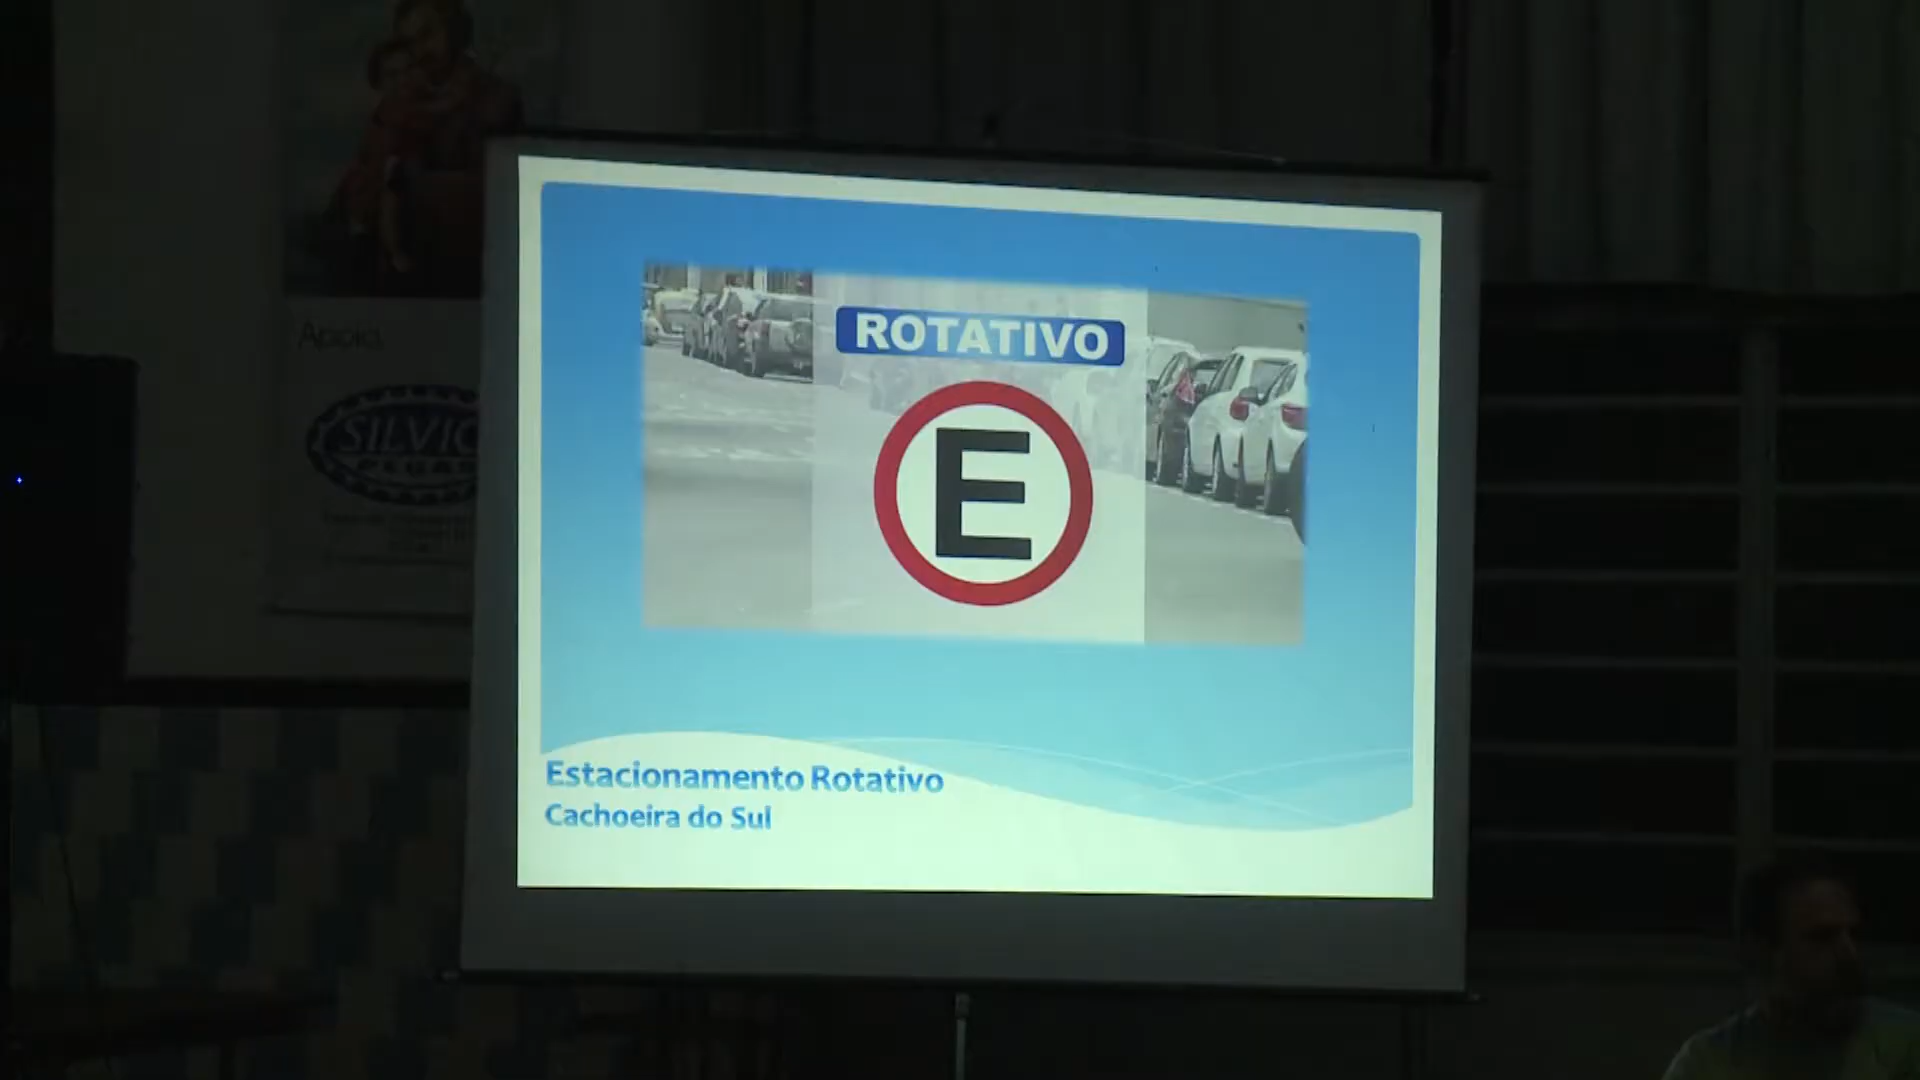 Apoio
SILVIO
ROTATIVO
E
Estacionamento Rotativo
Cachoeira do Sul